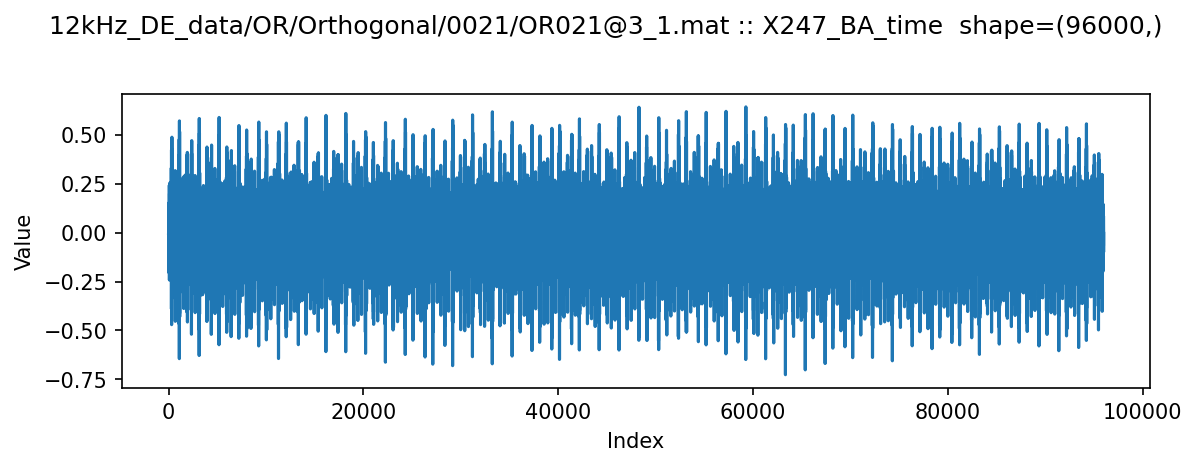 12kHz_DE_data/OR/Orthogonal/0021/OR021@3_1.mat :: X247_BA_time  shape=(96000,)
0.50
0.25
0.00
−0.25
−0.50
−0.75
Value
0 20000 40000 60000 80000 100000
Index